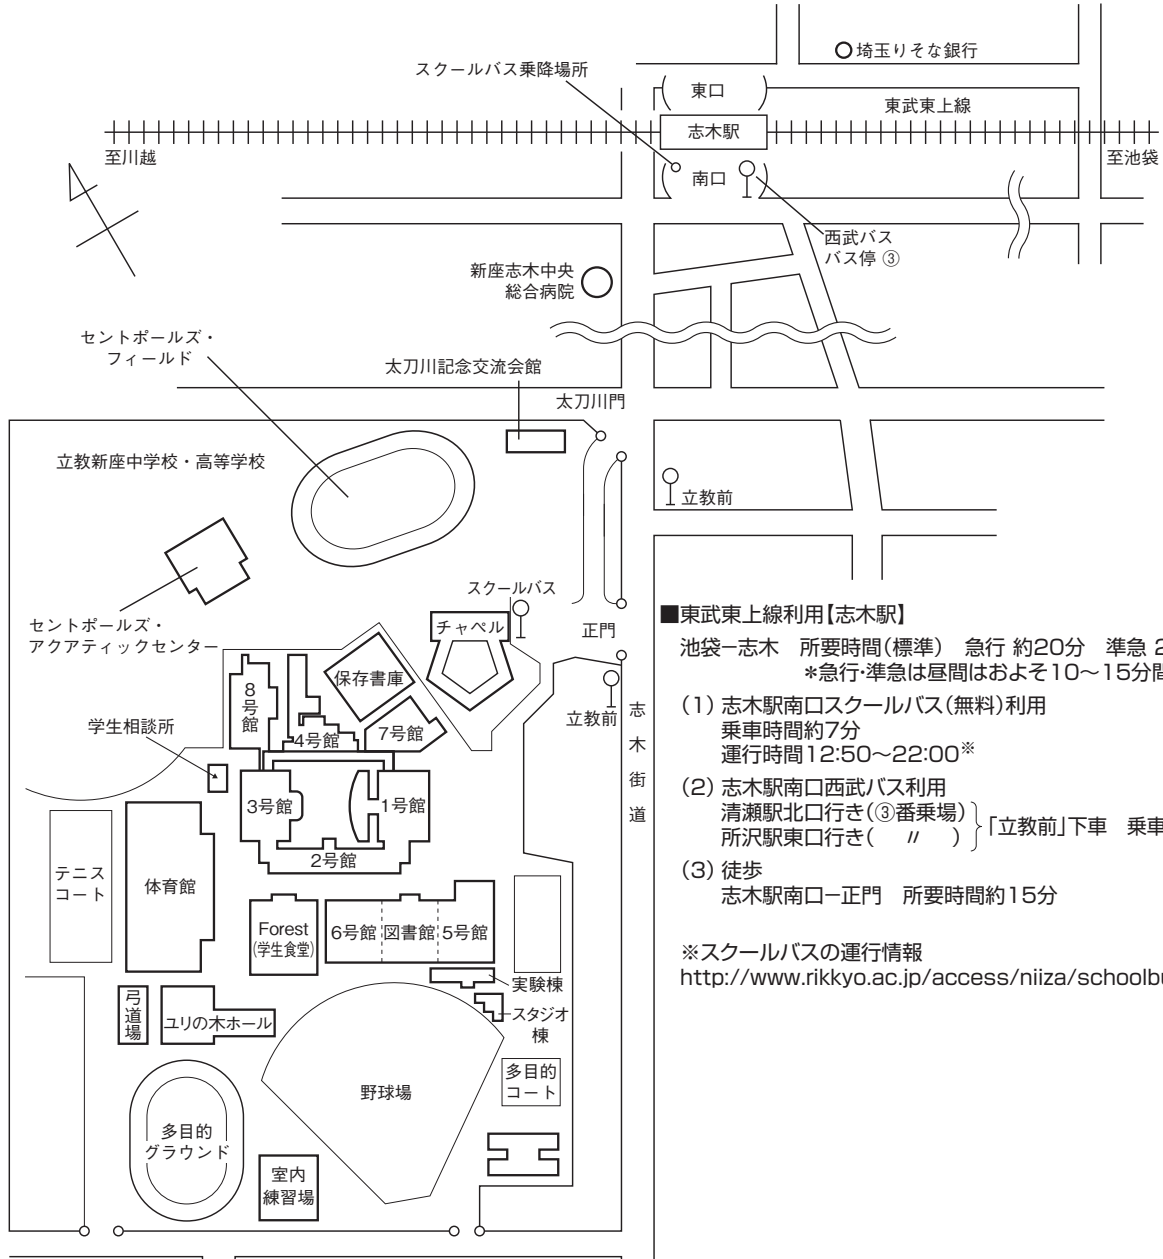 埼玉りそな銀行
スクールバス乗降場所
東口
東武東上線
志木駅
至川越
至池袋
南口
西武バス
バス停 ③
新座志木中央
総合病院
セントポールズ・
フィールド
太刀川記念交流会館
太刀川門
立教新座中学校・高等学校
立教前
スクールバス
セントポールズ・
アクアティックセンター
チャペル
正門
保存書庫
8号館
学生相談所
4号館
7号館
立教前
志木街道
3号館
1号館
2号館
テニス
コート
体育館
Forest
(学生食堂)
6号館
図書館
5号館
実験棟
弓道場
ユリの木ホール
スタジオ
棟
多目的
コート
野球場
多目的
グラウンド
室内
練習場
■東武東上線利用【志木駅】
池袋−志木 所要時間(標準) 急行 約20分 準急 2
*急行・準急は昼間はおよそ10〜15分間
(1) 志木駅南口スクールバス(無料)利用
乗車時間約7分
運行時間12:50〜22:00※
(2) 志木駅南口西武バス利用
清瀬駅北口行き(③番乗場)
所沢駅東口行き( 〃 )
「立教前」下車 乗車
(3) 徒歩
志木駅南口−正門 所要時間約15分
※スクールバスの運行情報
http://www.rikkyo.ac.jp/access/niiza/schoolb